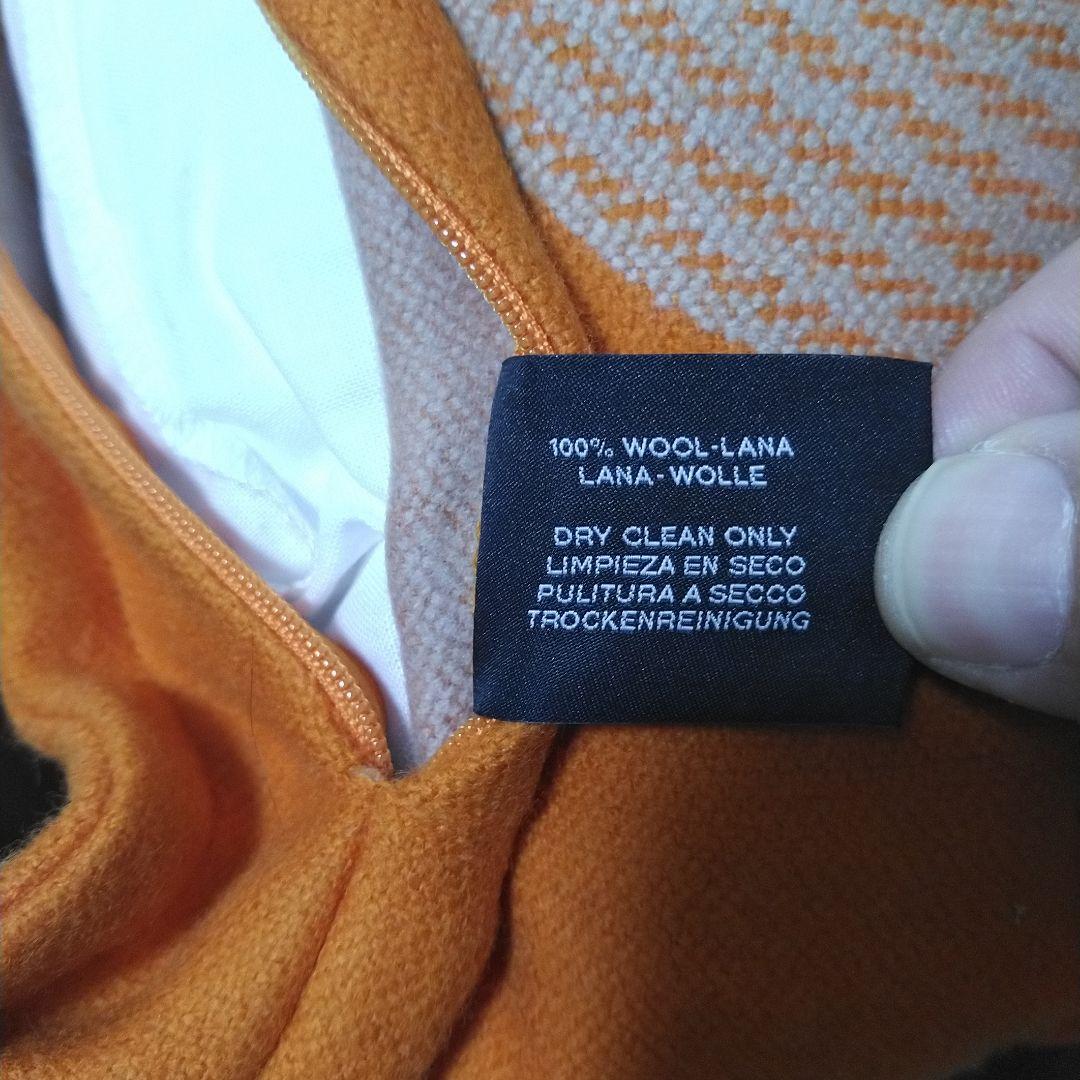 100% WOOL-LANA
LANA-WOLLE
DRY CLEAN ONLY
LIMPIEZA EN SECO
PULITURA A SECCO
TROCKENREINIGUNG